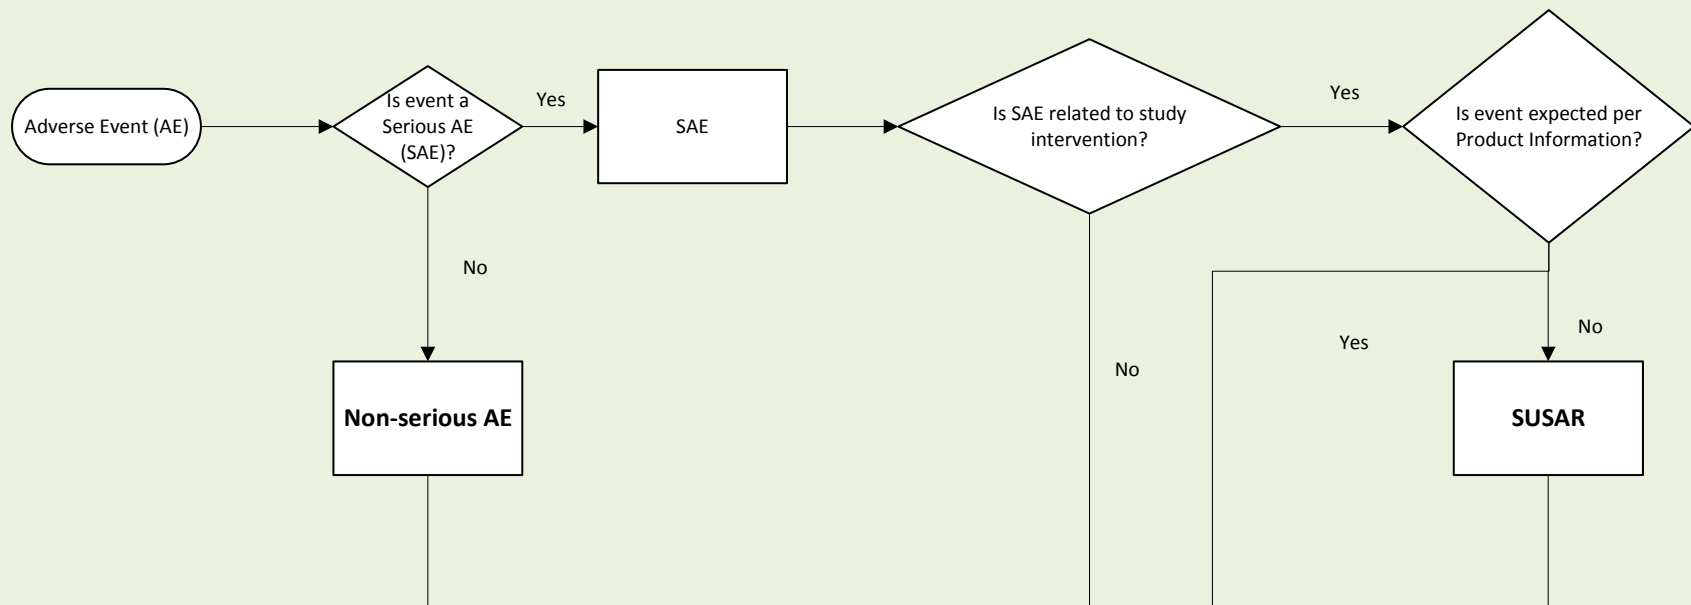 Adverse Event (AE)
Is event a
Serious AE
(SAE)?
Yes
SAE
Is SAE related to study
intervention?
Yes
Is event expected per
Product Information?
No
No
Yes
No
Non-serious AE
SUSAR